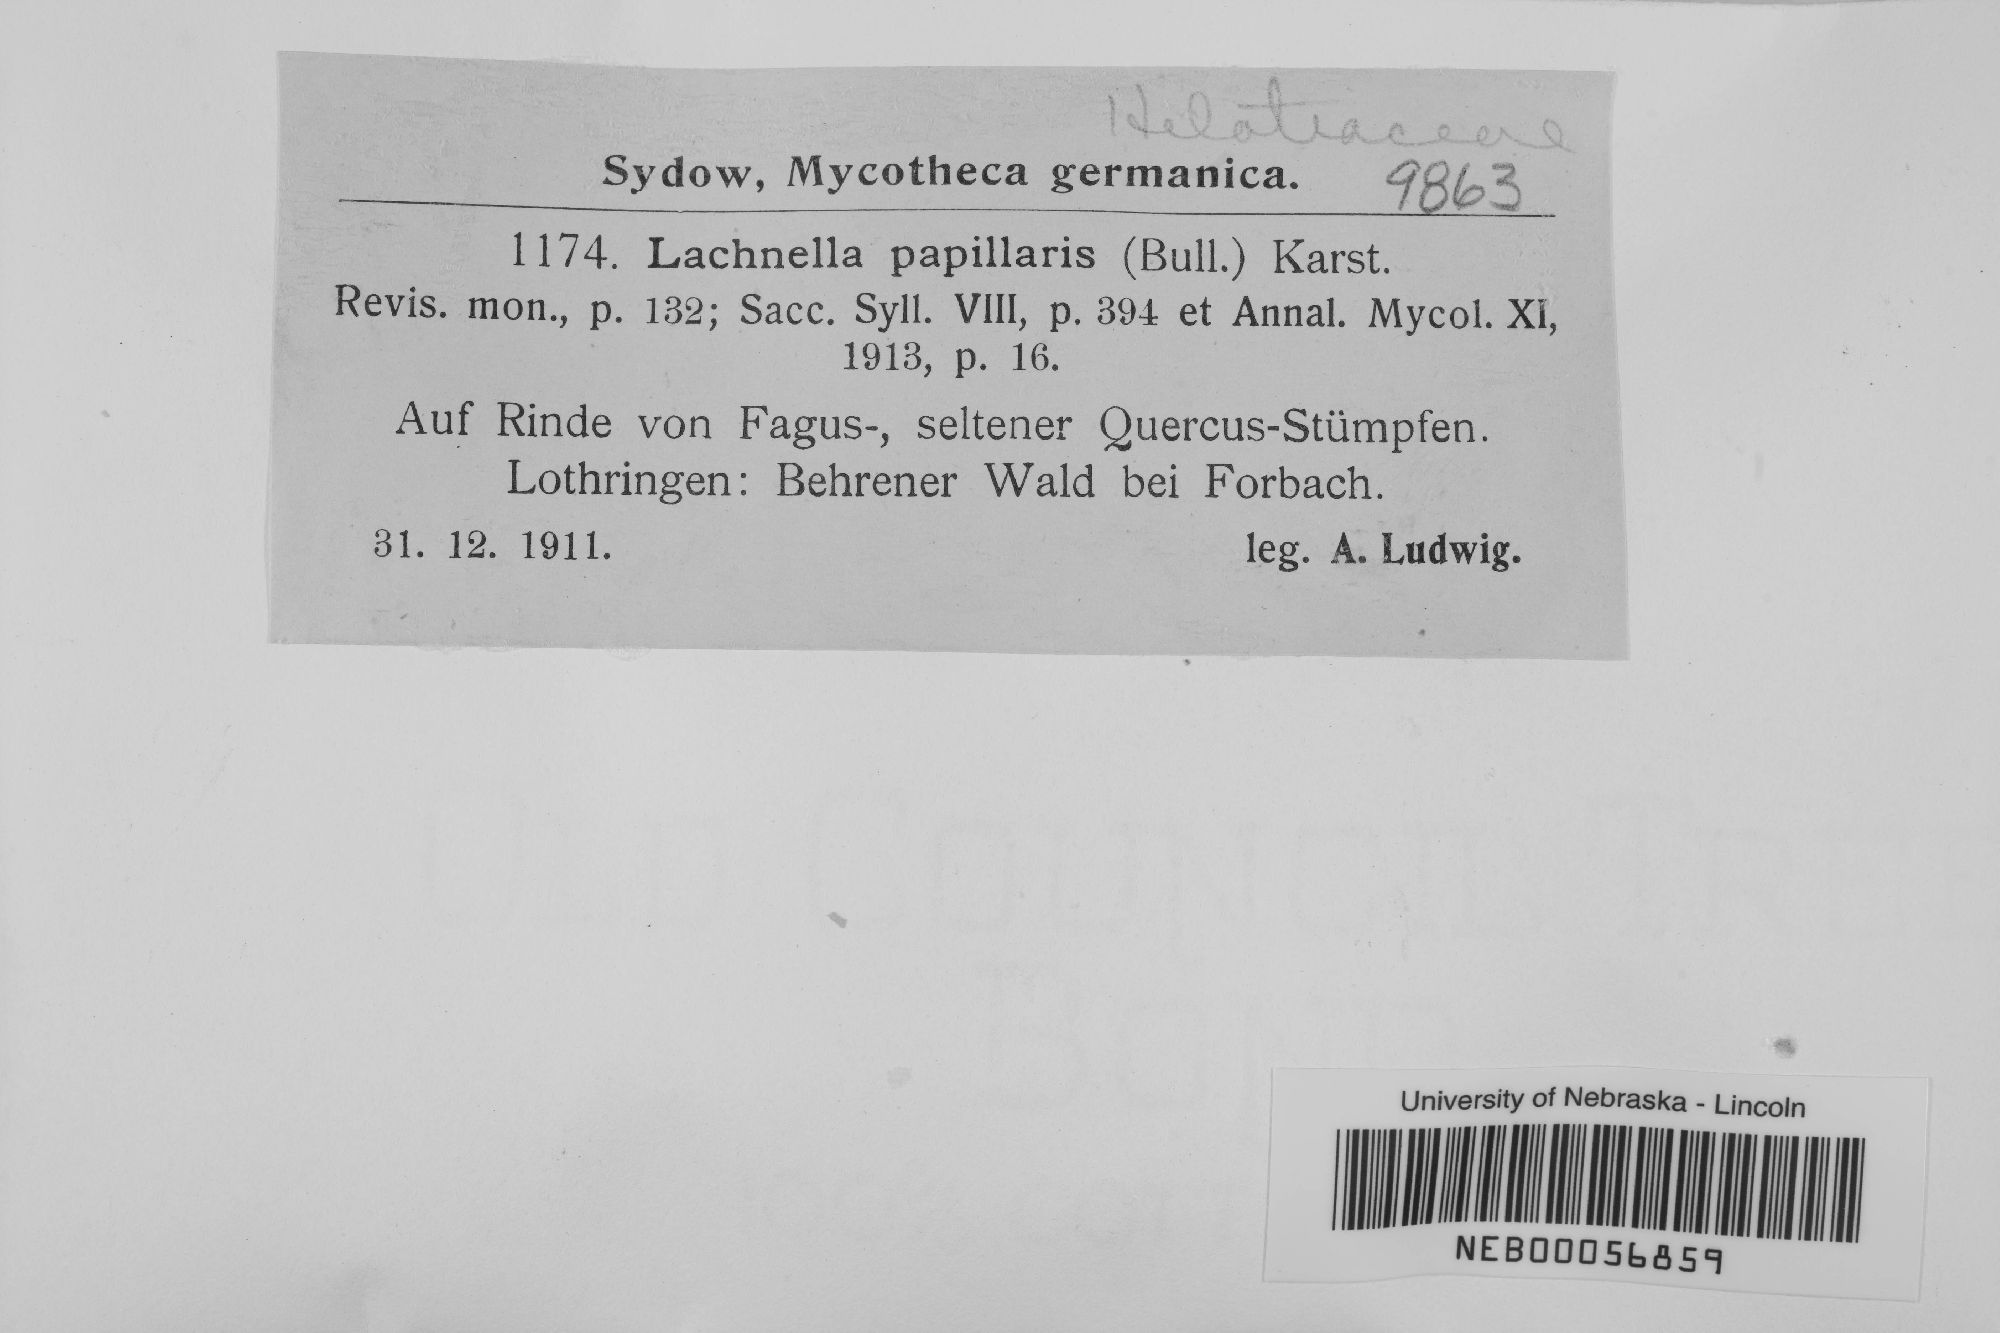 Helotiaceae
Sydow, Mycotheca germanica. 9863
1174. Lachnella papillaris (Bull.) Karst.
Revis. mon., p. 132; Sacc. Syll. VIII, p. 394 et Annal. Mycol. XI,
1913, p. 16.
Auf Rinde von Fagus-, seltener Quercus-Stümpfen.
Lothringen: Behrener Wald bei Forbach.
31. 12. 1911. leg. A. Ludwig.
University of Nebraska - Lincoln
NEB00056859